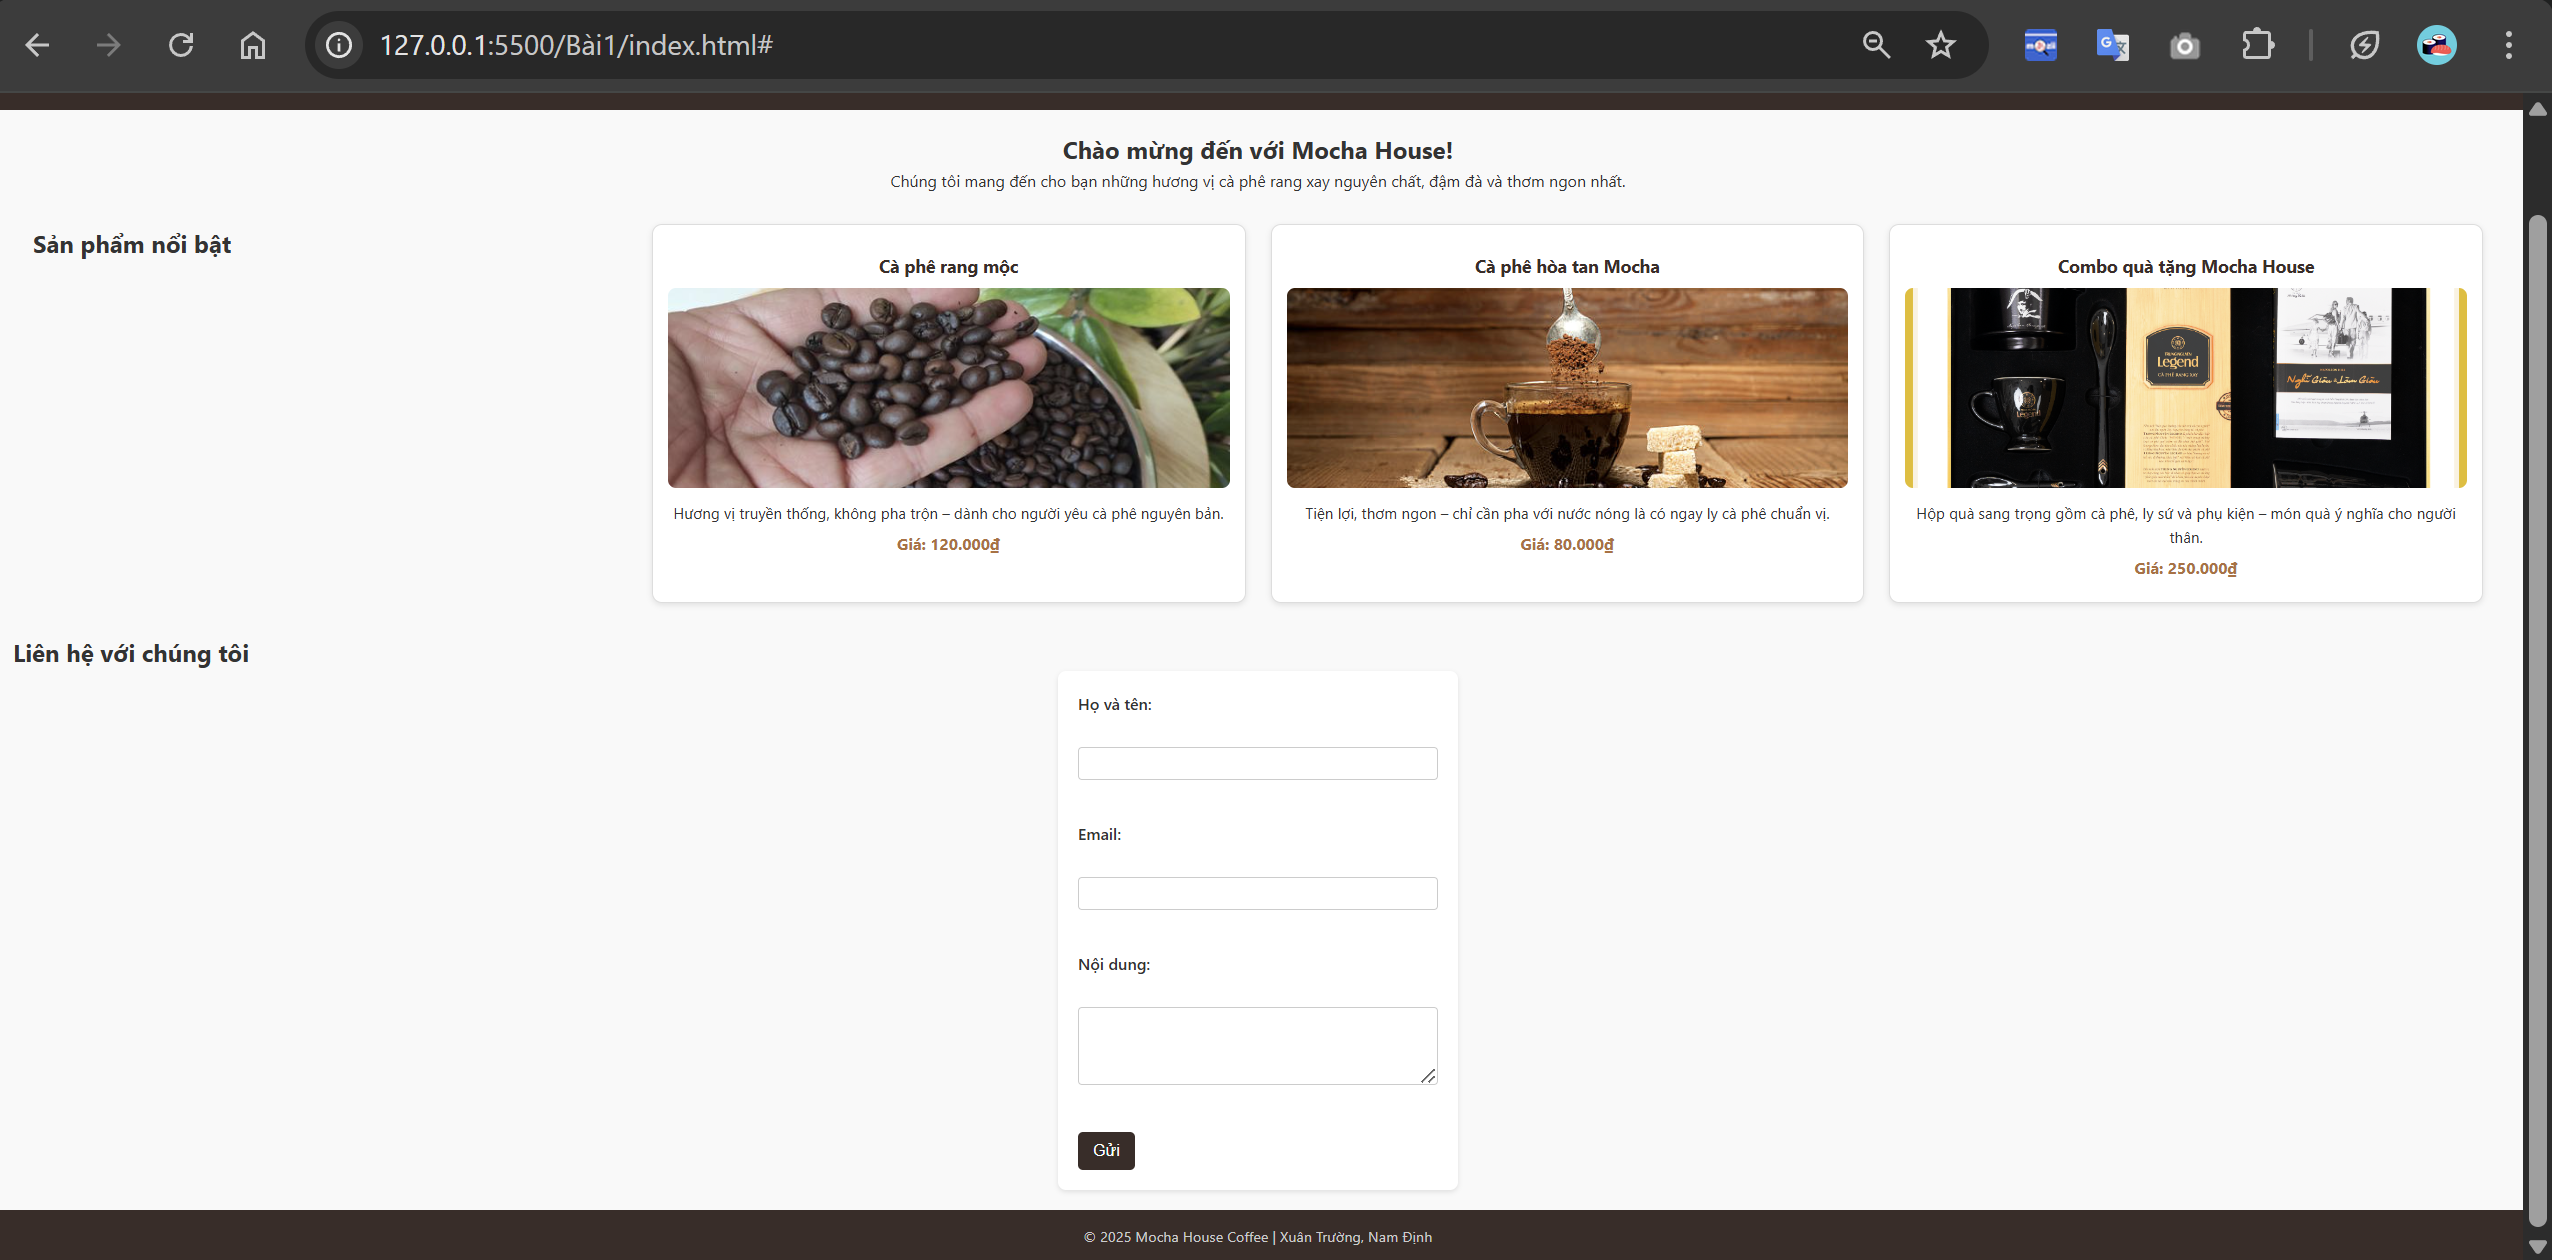 127.0.0.1:5500/Bài1/index.html#
Chào mừng đến với Mocha House!
Chúng tôi mang đến cho bạn những hương vị cà phê rang xay nguyên chất, đậm đà và thơm ngon nhất.
Sản phẩm nổi bật
Cà phê rang mộc
Hương vị truyền thống, không pha trộn – dành cho người yêu cà phê nguyên bản.
Giá: 120.000₫
Cà phê hòa tan Mocha
Tiện lợi, thơm ngon – chỉ cần pha với nước nóng là có ngay ly cà phê chuẩn vị.
Giá: 80.000₫
Combo quà tặng Mocha House
Legend
Legend
Nghĩ Giàu & Làm Giàu
Hộp quà sang trọng gồm cà phê, ly sứ và phụ kiện – món quà ý nghĩa cho người
thân.
Giá: 250.000₫
Liên hệ với chúng tôi
Họ và tên:
Email:
Nội dung:
Gửi
© 2025 Mocha House Coffee | Xuân Trường, Nam Định